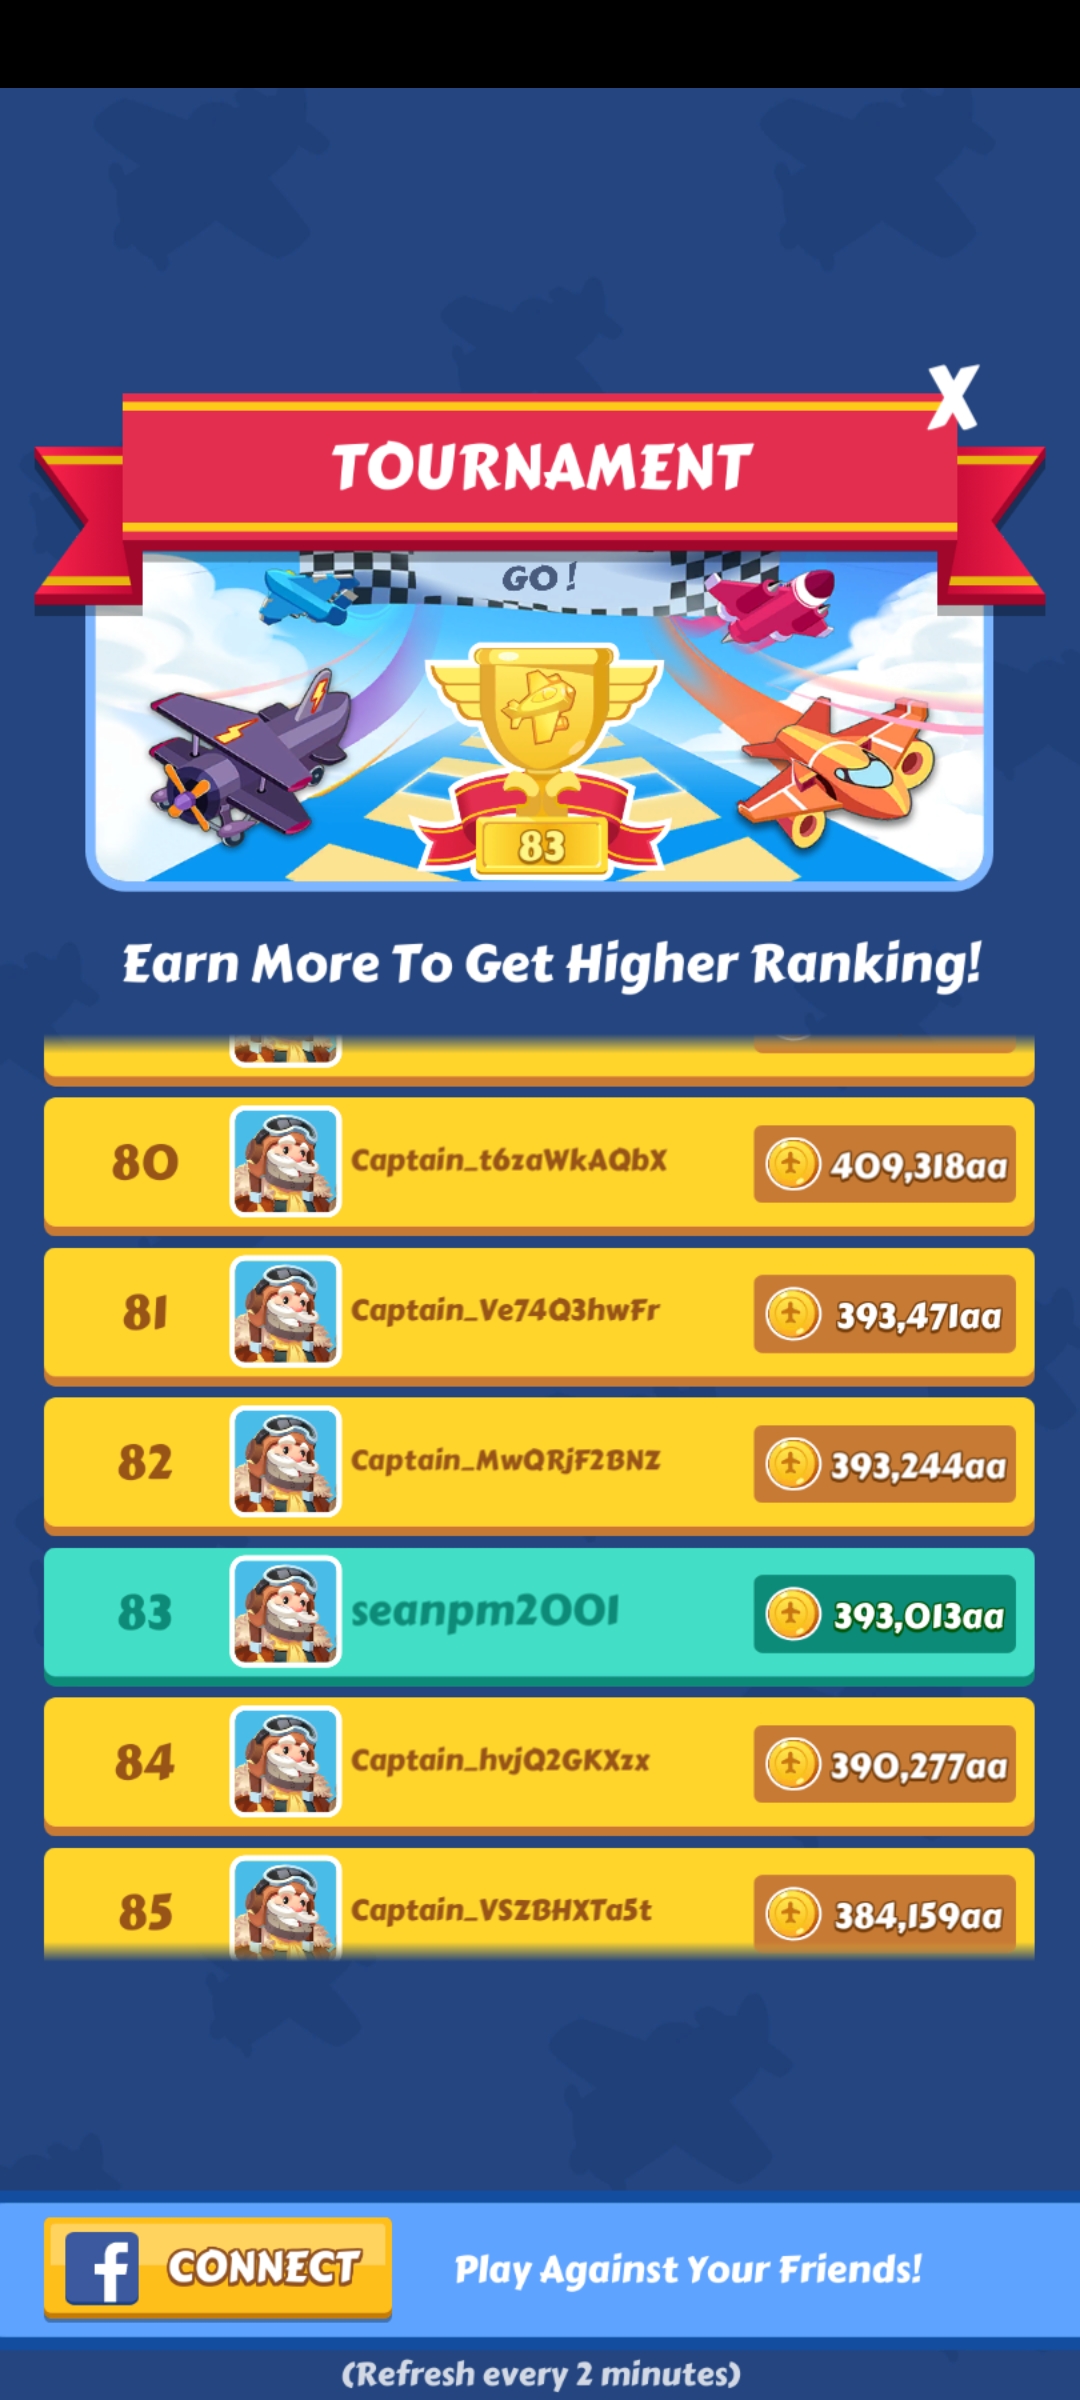 TOURNAMENT
X
GO!
83
Earn More To Get Higher Ranking!
80 Captain_t6zaWkAQbX 409,318aa
81 Captain_Ve74Q3hwFr 393,471aa
82 Captain_MwQRjF2BNZ 393,244aa
83 seanpm2001 393,013aa
84 Captain_hvjQ2GKXzx 390,277aa
85 Captain_VSZBHXTa5t 384,159aa
f CONNECT Play Against Your Friends!
(Refresh every 2 minutes)